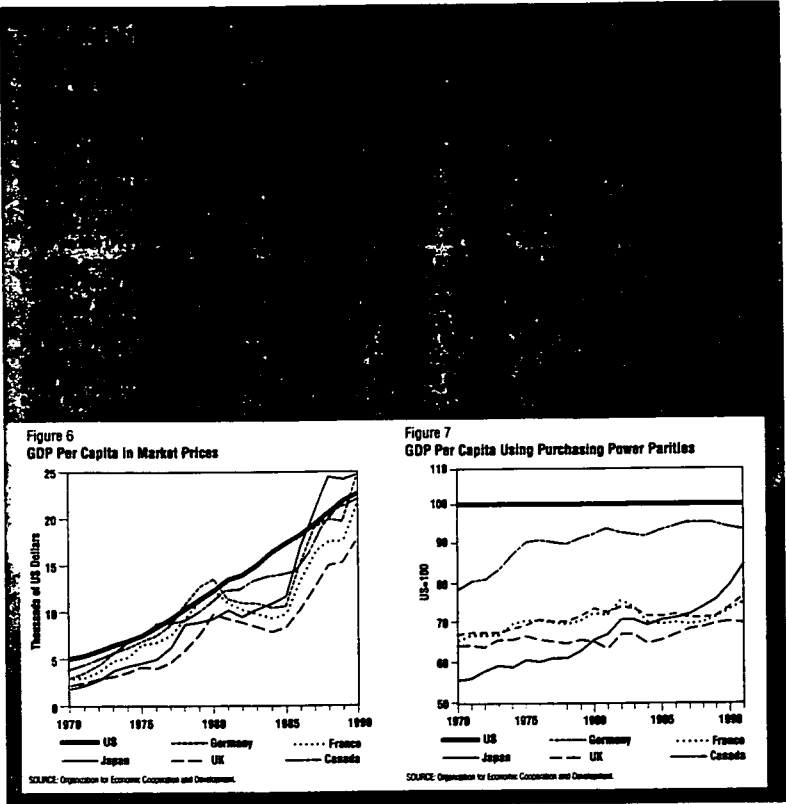 Figure 6
GDP Per Capita in Market Prices
25
20
15
10
5
0
Thousands of US Dollars
1970 1975 1980 1985 1990
US Germany France
Japan UK Canada
SOURCE: Organization for Economic Cooperation and Development.
Figure 7
GDP Per Capita Using Purchasing Power Parities
110
100
90
80
70
60
50
US=100
1970 1975 1980 1985 1990
US Germany France
Japan UK Canada
SOURCE: Organization for Economic Cooperation and Development.